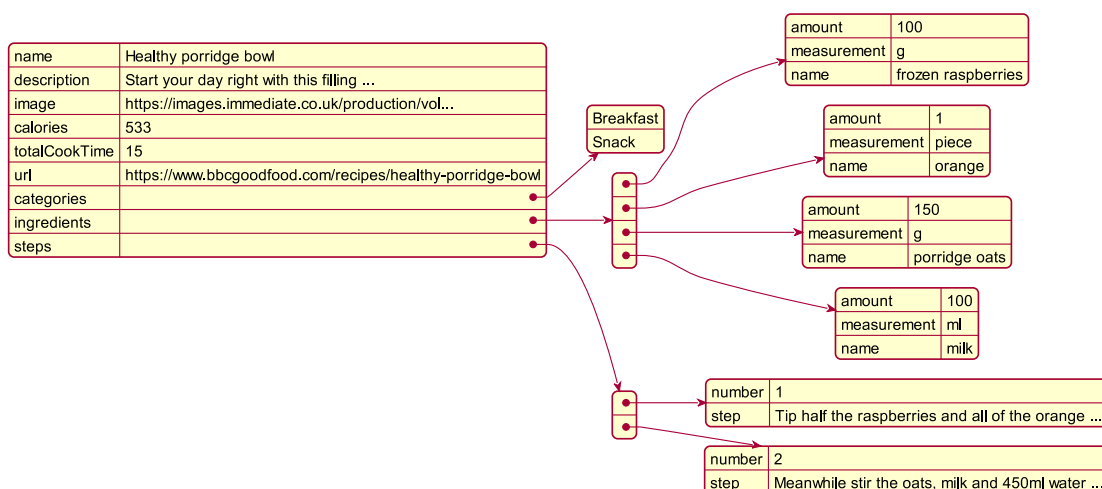 name Healthy porridge bowl
description Start your day right with this filling ...
image https://images.immediate.co.uk/production/vol...
calories 533
totalCookTime 15
url https://www.bbcgoodfood.com/recipes/healthy-porridge-bowl
categories
ingredients
steps
Breakfast
Snack
amount 100
measurement g
name frozen raspberries
amount 1
measurement piece
name orange
amount 150
measurement g
name porridge oats
amount 100
measurement ml
name milk
number 1
step Tip half the raspberries and all of the orange ...
number 2
step Meanwhile stir the oats, milk and 450ml water ...